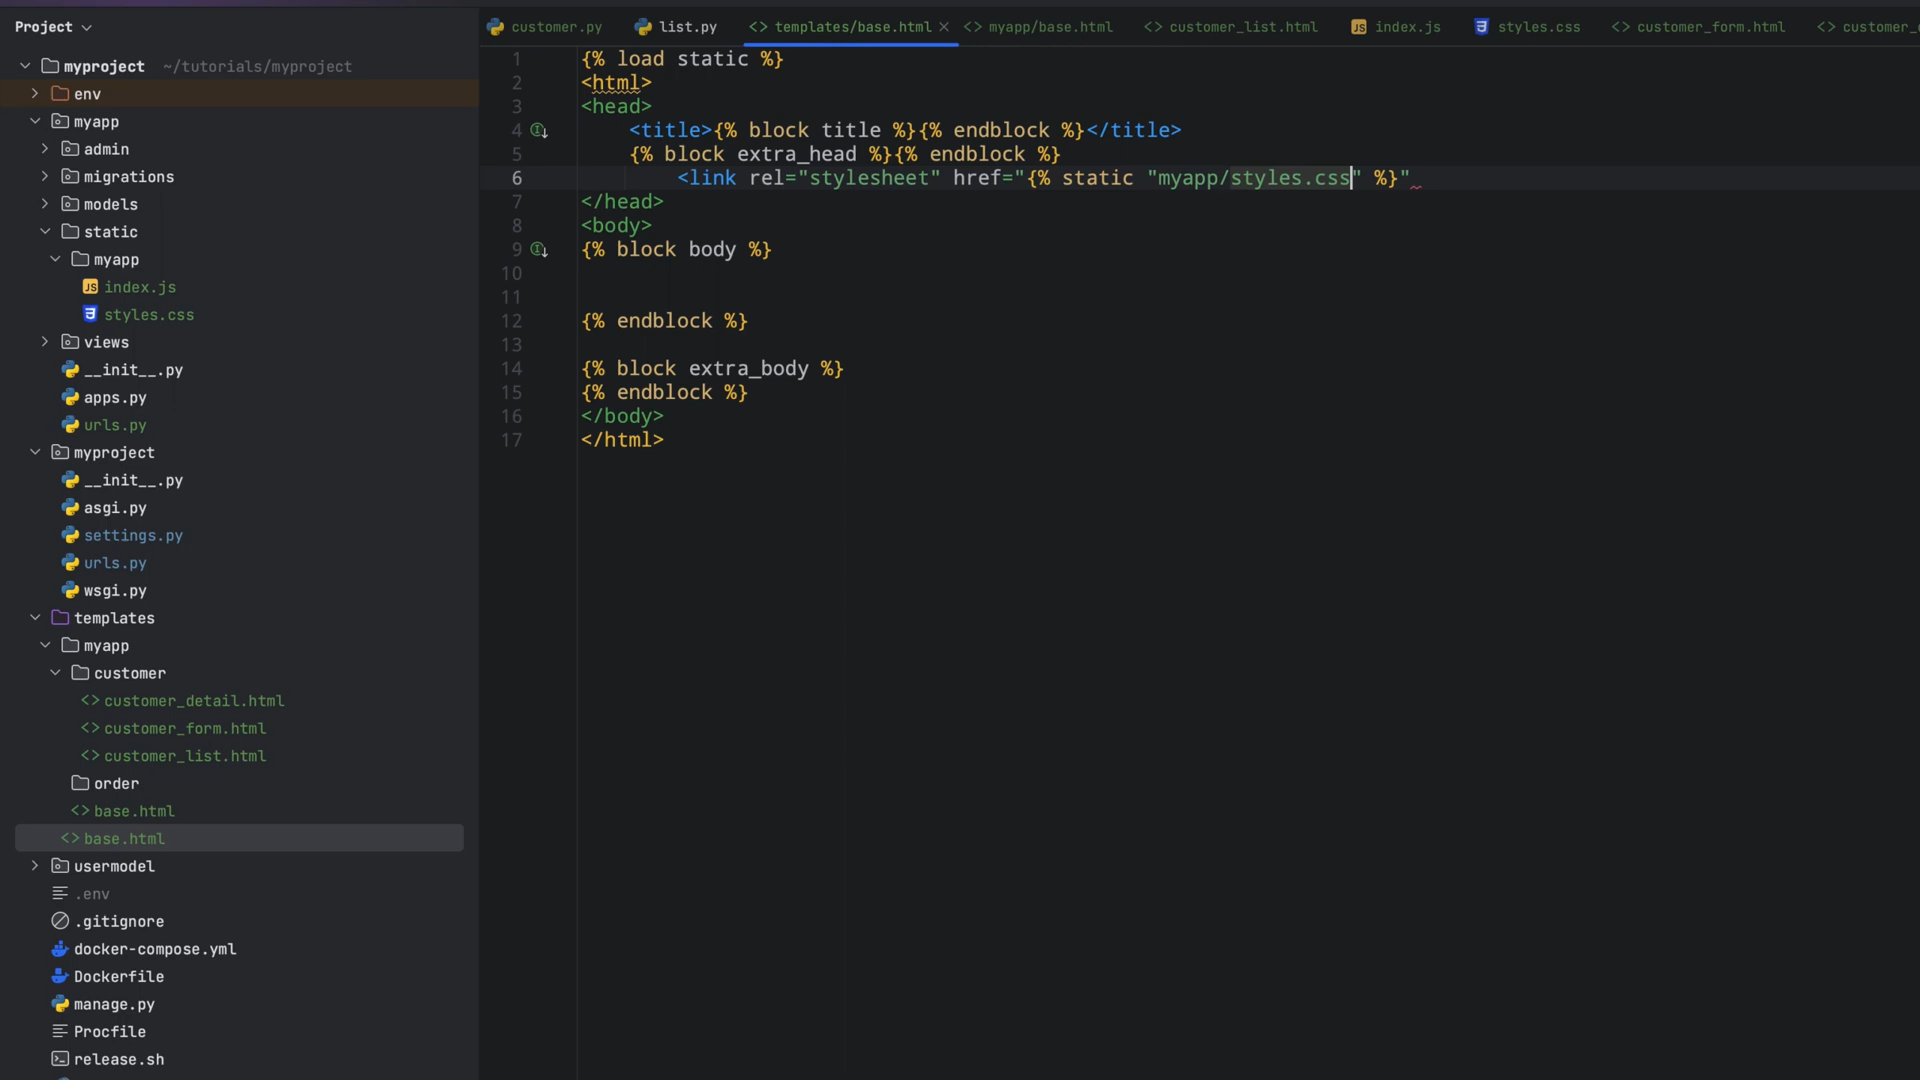 Project
myproject ~/tutorials/myproject
env
myapp
admin
migrations
models
static
myapp
index.js
styles.css
views
__init__.py
apps.py
urls.py
myproject
__init__.py
asgi.py
settings.py
urls.py
wsgi.py
templates
myapp
customer
customer_detail.html
customer_form.html
customer_list.html
order
base.html
base.html
usermodel
.env
.gitignore
docker-compose.yml
Dockerfile
manage.py
Procfile
release.sh
customer.py list.py templates/base.html myapp/base.html customer_list.html index.js styles.css customer_form.html
1 {% load static %}
2 <html>
3 <head>
4 <title>{% block title %}{% endblock %}</title>
5 {% block extra_head %}{% endblock %}
6 <link rel="stylesheet" href="{% static "myapp/styles.css" %}"
7 </head>
8 <body>
9 {% block body %}
10
11
12 {% endblock %}
13
14 {% block extra_body %}
15 {% endblock %}
16 </body>
17 </html>